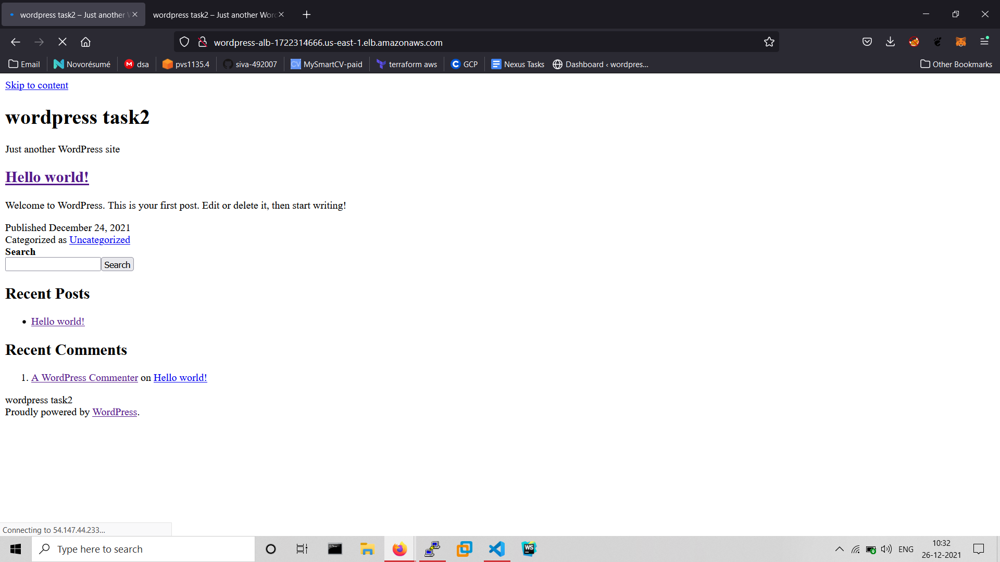 wordpress task2 – Just another W
wordpress task2 – Just another Word
wordpress-alb-1722314666.us-east-1.elb.amazonaws.com
Email
Novorésumé
dsa
pvs1135.4
siva-492007
CV MySmartCV-paid
terraform aws
GCP
Nexus Tasks
Dashboard ‹ wordpres...
Other Bookmarks
Skip to content
wordpress task2
Just another WordPress site
Hello world!
Welcome to WordPress. This is your first post. Edit or delete it, then start writing!
Published December 24, 2021
Categorized as Uncategorized
Search
Search
Recent Posts
• Hello world!
Recent Comments
1. A WordPress Commenter on Hello world!
wordpress task2
Proudly powered by WordPress.
Connecting to 54.147.44.233...
Type here to search
WS
ENG
10:32
26-12-2021